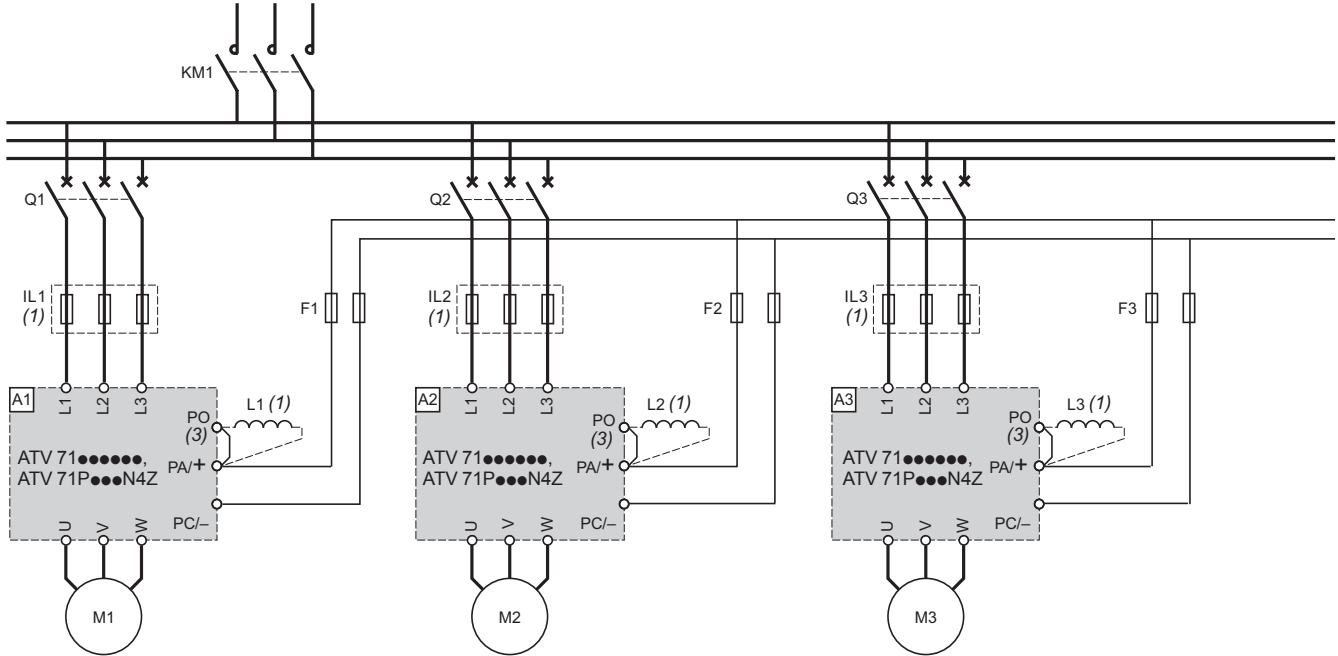 KM1
Q1
Q2
Q3
IL1
(1)
F1
IL2
(1)
F2
IL3
(1)
F3
A1
L1
L2
L3
PO
(3)
L1 (1)
ATV 71●●●●●●,
ATV 71P●●●N4Z
PA/+
PC/–
U
V
W
M1
A2
L1
L2
L3
PO
(3)
L2 (1)
ATV 71●●●●●●,
ATV 71P●●●N4Z
PA/+
PC/–
U
V
W
M2
A3
L1
L2
L3
PO
(3)
L3 (1)
ATV 71●●●●●●,
ATV 71P●●●N4Z
PA/+
PC/–
U
V
W
M3